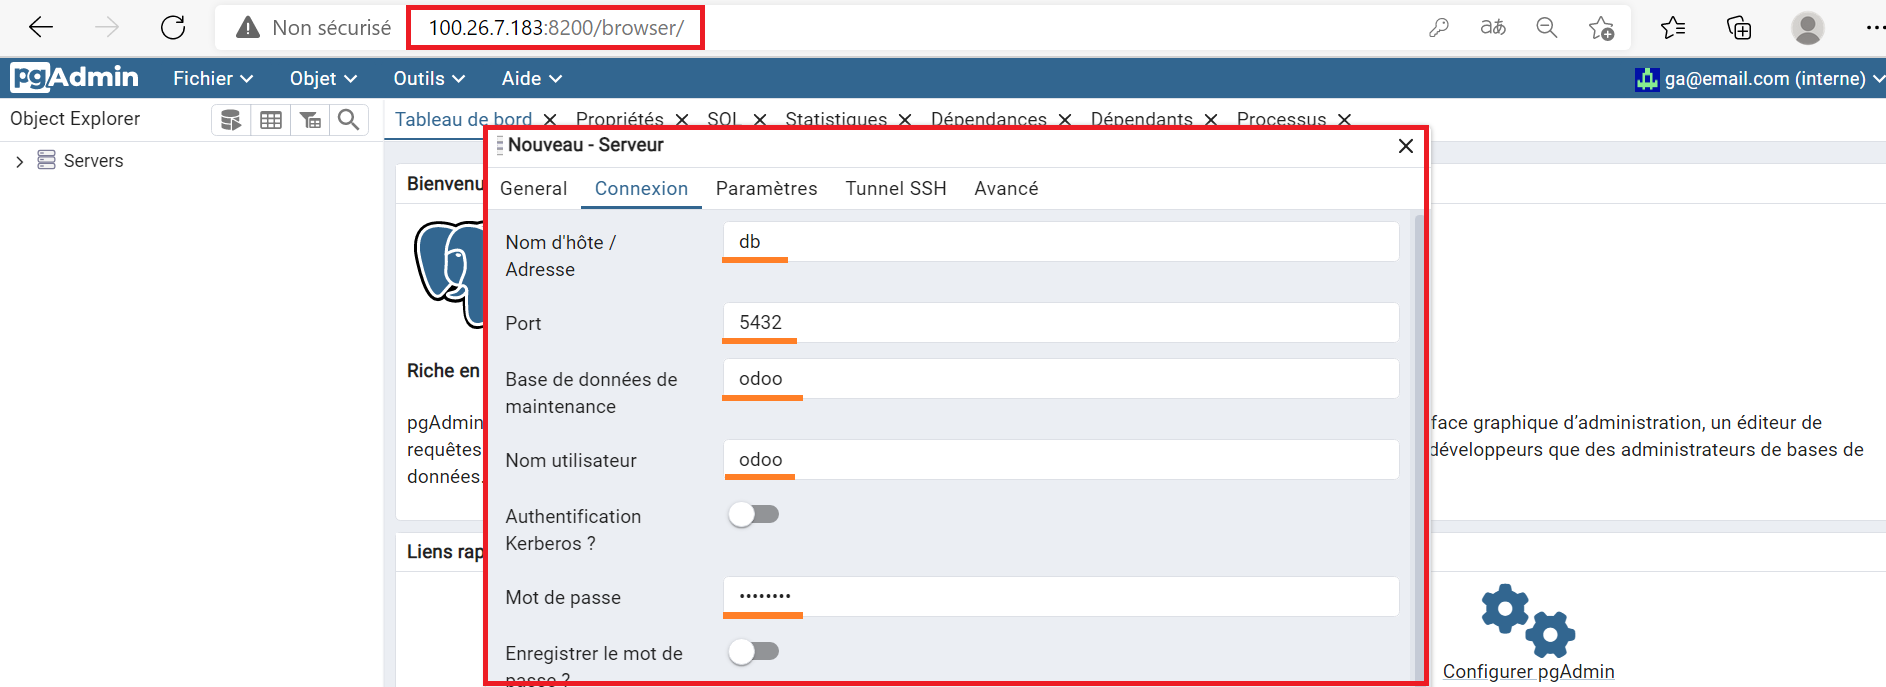 Non sécurisé 100.26.7.183:8200/browser/ aあ
pgAdmin Fichier Objet Outils Aide ga@email.com (interne)
Object Explorer
Servers
Tableau de bord Propriétés SQL Statistiques Dépendances Dépendants Processus
Bienvenu
Riche en
pgAdmin
requêtes
données.
face graphique d’administration, un éditeur de
développeurs que des administrateurs de bases de
Liens rap
Configurer pgAdmin
Nouveau - Serveur
General Connexion Paramètres Tunnel SSH Avancé
Nom d'hôte /
Adresse
db
Port 5432
Base de données de
maintenance
odoo
Nom utilisateur odoo
Authentification
Kerberos ?
Mot de passe ••••••••
Enregistrer le mot de
passe ?